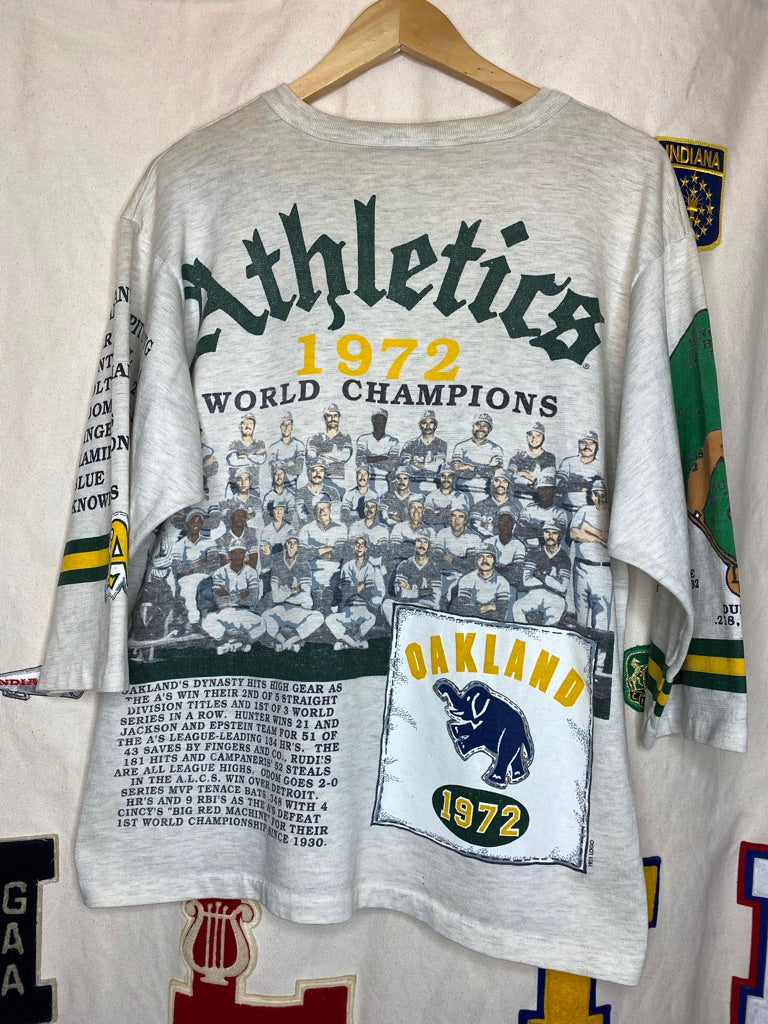 Athletics
®
1972
WORLD CHAMPIONS
OAKLAND'S DYNASTY HITS HIGH GEAR AS
THE A'S WIN THEIR 2ND OF 5 STRAIGHT
DIVISION TITLES AND 1ST OF 3 WORLD
SERIES IN A ROW. HUNTER WINS 21 AND
JACKSON AND EPSTEIN TEAM FOR 51 OF
THE A'S LEAGUE-LEADING 134 HR'S. THE
43 SAVES BY FINGERS AND CO., RUDI'S
181 HITS AND CAMPANERIS' 52 STEALS
ARE ALL LEAGUE HIGHS. ODOM GOES 2-0
IN THE A.L.C.S. WIN OVER DETROIT.
SERIES MVP TENACE BATS .348 WITH 4
HR'S AND 9 RBI'S AS THE A'S DEFEAT
CINCY'S "BIG RED MACHINE" FOR THEIR
1ST WORLD CHAMPIONSHIP SINCE 1930.
OAKLAND
1972
INDIANA
DU
.218,
G
A
A